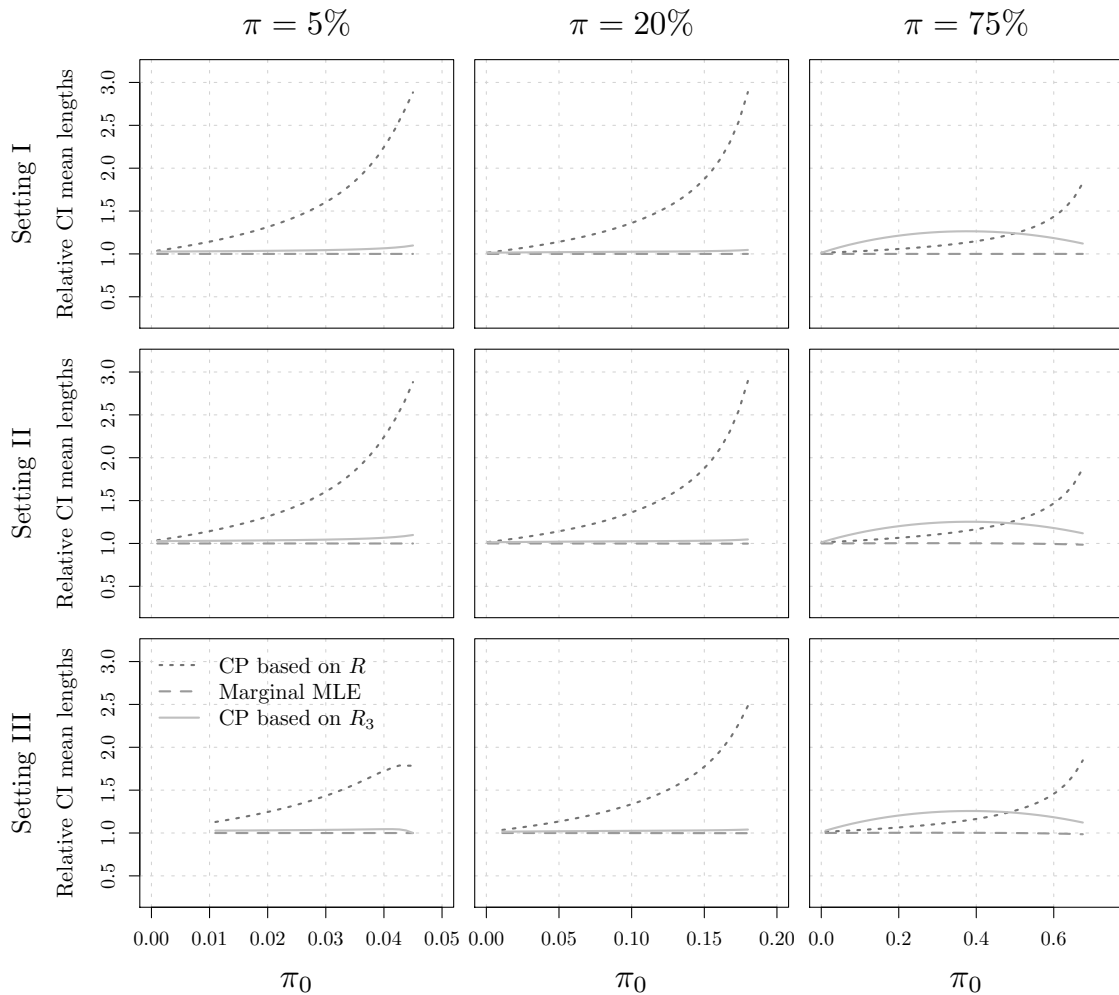 π = 5% π = 20% π = 75%
Setting I
Relative CI mean lengths
3.0
2.5
2.0
1.5
1.0
0.5
Setting II
Relative CI mean lengths
3.0
2.5
2.0
1.5
1.0
0.5
Setting III
Relative CI mean lengths
3.0
2.5
2.0
1.5
1.0
0.5
CP based on R
Marginal MLE
CP based on R₃
0.00 0.01 0.02 0.03 0.04 0.05 0.00 0.05 0.10 0.15 0.20 0.0 0.2 0.4 0.6
π₀ π₀ π₀